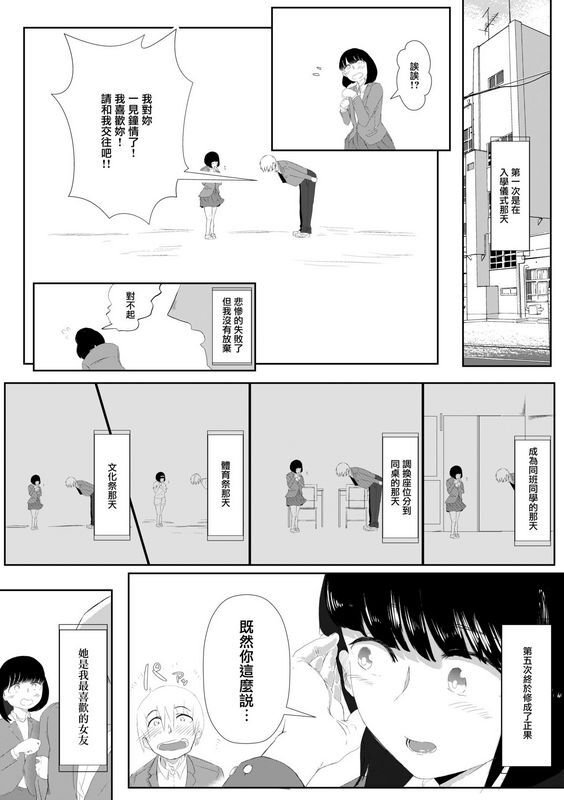 第一次是在
入學儀式那天
誒誒!?
我對妳
一見鐘情了！
我喜歡妳！
請和我交往吧!!
悲慘的失敗了
但我沒有放棄
對不起
成為同班同學的那天
調換座位分到
同桌的那天
體育祭那天
文化祭那天
第五次終於修成了正果
既然你這麼說…
パァ
她是我最喜歡的女友